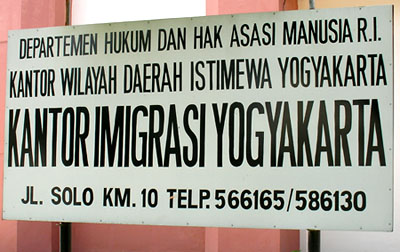 DEPARTEMEN HUKUM DAN HAK ASASI MANUSIA R.I.
KANTOR WILAYAH DAERAH ISTIMEWA YOGYAKARTA
KANTOR IMIGRASI YOGYAKARTA
JL. SOLO KM. 10 TELP. 566165/586130